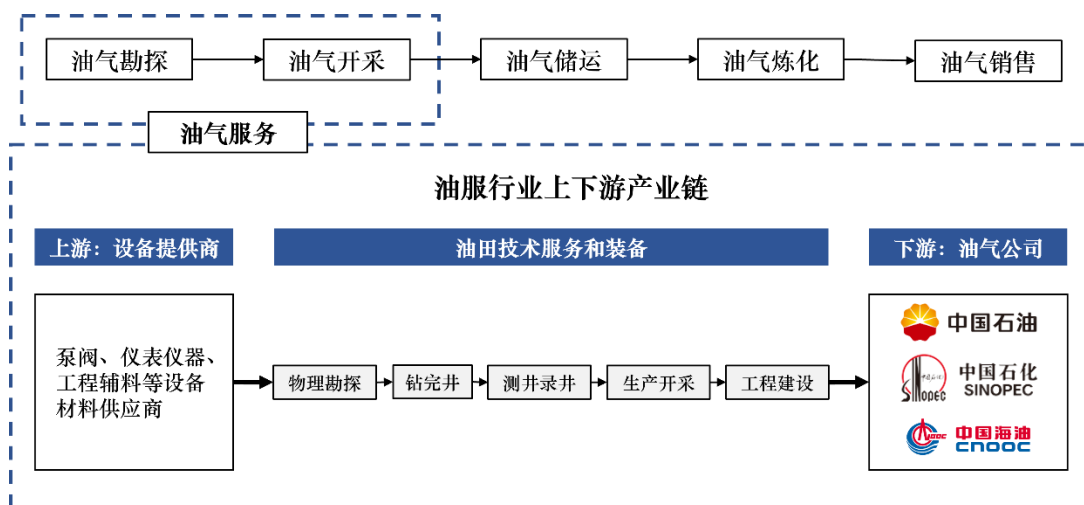 油气勘探
油气开采
油气储运
油气炼化
油气销售
油气服务
油服行业上下游产业链
上游：设备提供商
油田技术服务和装备
下游：油气公司
泵阀、仪表仪器、
工程辅料等设备
材料供应商
物理勘探
钻完井
测井录井
生产开采
工程建设
中国石油
中国石化
SINOPEC
SINOPEC
中国海油
CNOOC